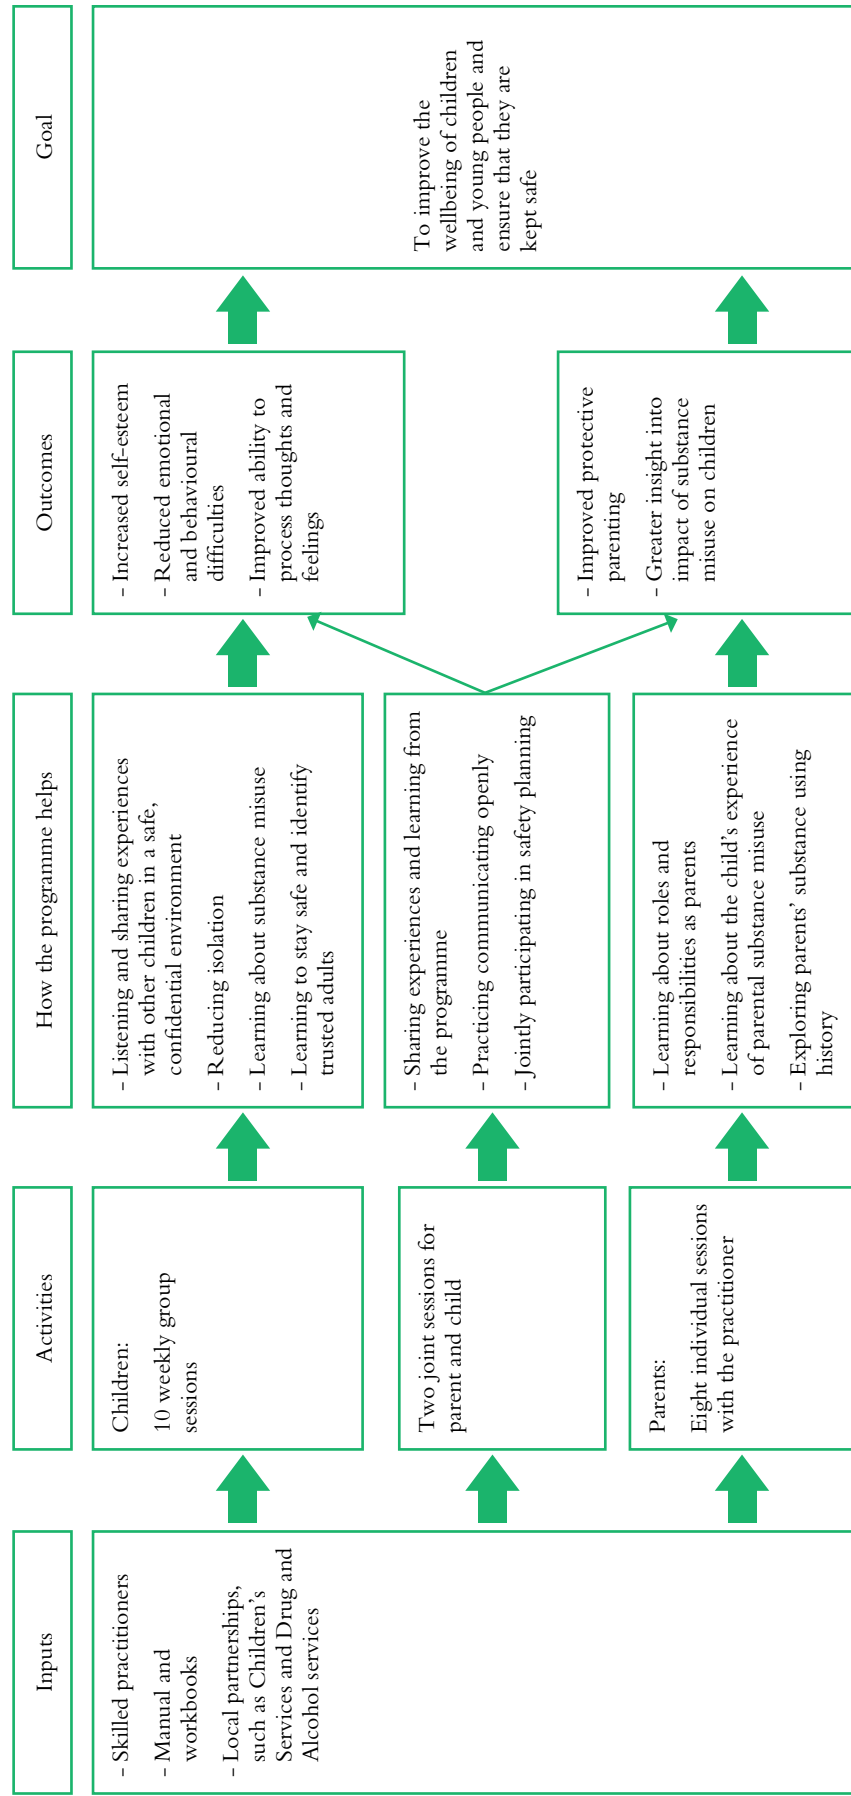 Inputs
– Skilled practitioners
– Manual and
workbooks
– Local partnerships,
such as Children’s
Services and Drug and
Alcohol services
Activities
Children:
10 weekly group
sessions
Two joint sessions for
parent and child
Parents:
Eight individual sessions
with the practitioner
How the programme helps
– Listening and sharing experiences
with other children in a safe,
confidential environment
– Reducing isolation
– Learning about substance misuse
– Learning to stay safe and identify
trusted adults
– Sharing experiences and learning from
the programme
– Practicing communicating openly
– Jointly participating in safety planning
– Learning about roles and
responsibilities as parents
– Learning about the child’s experience
of parental substance misuse
– Exploring parents’ substance using
history
Outcomes
– Increased self-esteem
– Reduced emotional
and behavioural
difficulties
– Improved ability to
process thoughts and
feelings
– Improved protective
parenting
– Greater insight into
impact of substance
misuse on children
Goal
To improve the
wellbeing of children
and young people and
ensure that they are
kept safe